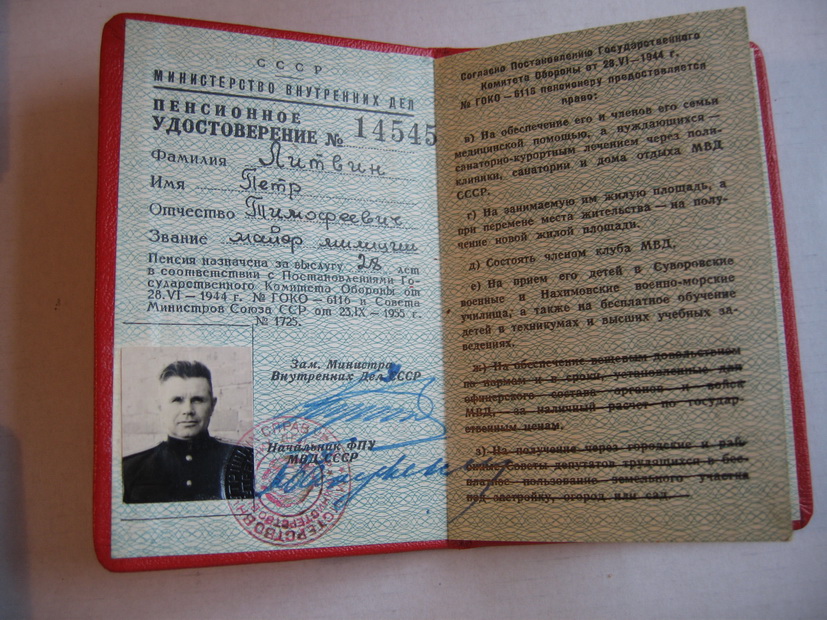 СССР
МИНИСТЕРСТВО ВНУТРЕННИХ ДЕЛ
ПЕНСИОННОЕ
УДОСТОВЕРЕНИЕ № 14545
Фамилия Литвин
Имя Петр
Отчество Тимофеевич
Звание майор милиции
Пенсия назначена за выслугу 28 лет
в соответствии с Постановлениями Го-
сударственного Комитета Обороны от
28.VI—1944 г. № ГОКО—6116 и Совета
Министров Союза ССР от 23.IX—1955 г.
№ 1725.
Зам. Министра
Внутренних Дел СССР
Начальник ФПУ
МВД СССР
Согласно Постановлению Государственного
Комитета Обороны от 28.VI—1944 г.
№ ГОКО—6116 пенсионеру предоставляется
право:
в) На обеспечение его и членов его семьи
медицинской помощью, а нуждающихся—
санаторно-курортным лечением через поли-
клиники, санатории и дома отдыха МВД
СССР.
г) На занимаемую им жилую площадь, а
при перемене места жительства—на полу-
чение новой жилой площади.
д) Состоять членом клуба МВД.
е) На прием его детей в Суворовские
военные и Нахимовские военно-морские
училища, а также на бесплатное обучение
детей в техникумах и высших учебных за-
ведениях.
ж) На обеспечение вещевым довольствием
по нормам и в сроки, установленные для
офицерского состава органов и войск
МВД, за наличный расчет по государ-
ственным ценам.
з) На получение через городские и рай-
онные Советы депутатов трудящихся в бес-
платное пользование земельного участка
под застройку, огород или сад.